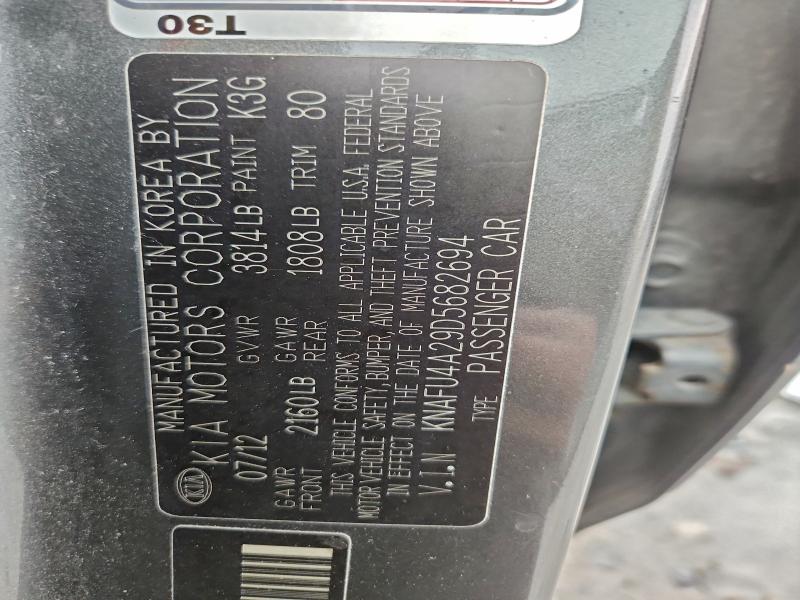 T30
MANUFACTURED IN KOREA BY
KIA KIA MOTORS CORPORATION
07/12 GVWR 3814LB PAINT K3G
GAWR FRONT 2160LB GAWR REAR 1808LB TRIM 80
THIS VEHICLE CONFORMS TO ALL APPLICABLE U.S.A. FEDERAL
MOTOR VEHICLE SAFETY, BUMPER, AND THEFT PREVENTION STANDARDS
IN EFFECT ON THE DATE OF MANUFACTURE SHOWN ABOVE
V.I.N KNAFU4A29D5682694
TYPE PASSENGER CAR